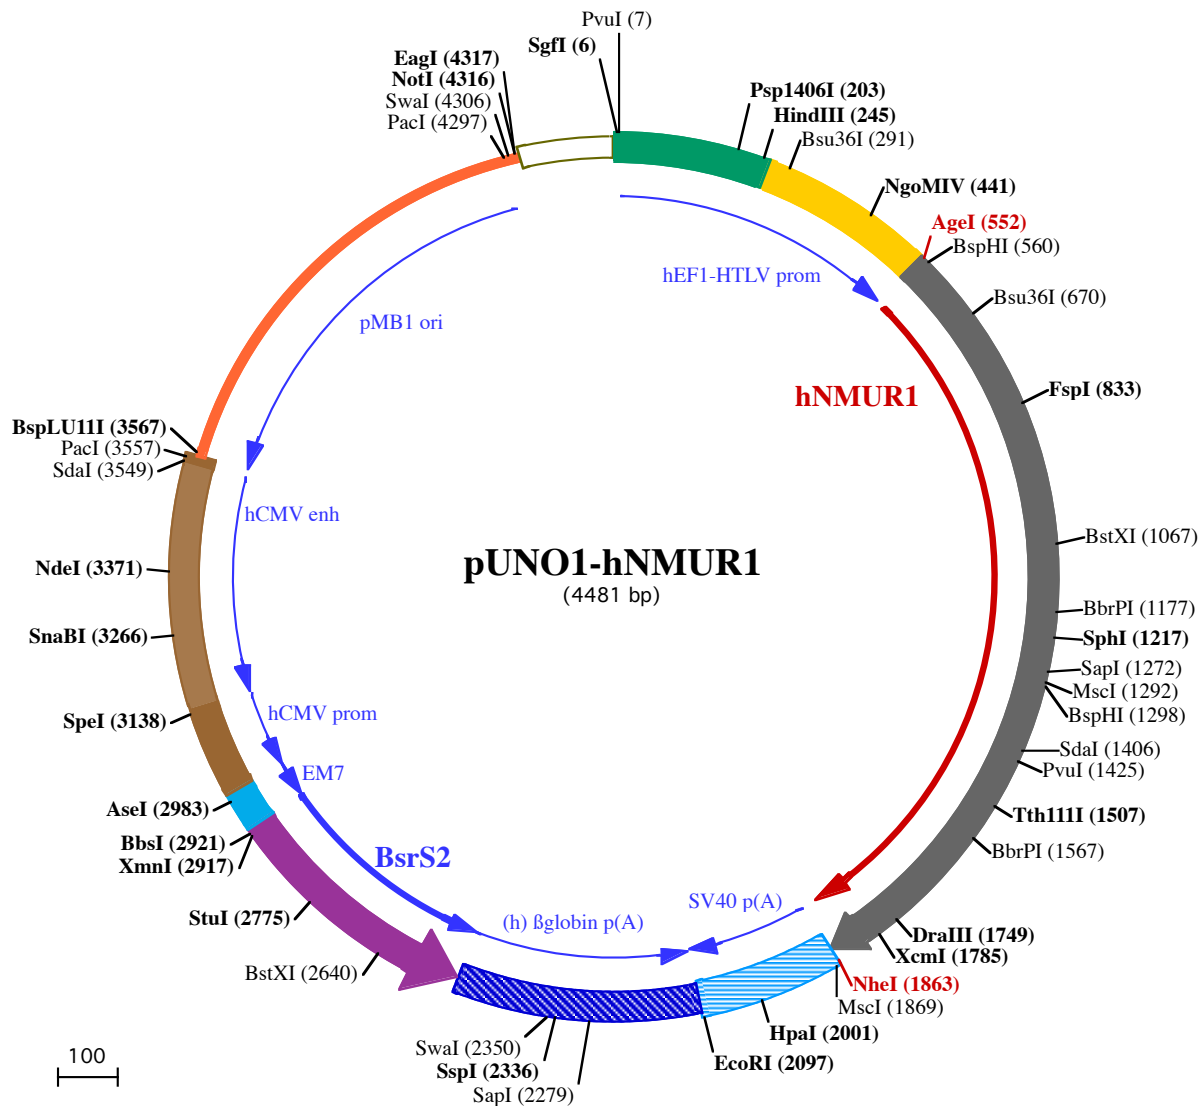 PvuI (7)
SgfI (6)
EagI (4317)
NotI (4316)
SwaI (4306)
PacI (4297)
Psp1406I (203)
HindIII (245)
Bsu36I (291)
NgoMIV (441)
AgeI (552)
BspHI (560)
hEF1-HTLV prom
Bsu36I (670)
pMB1 ori
FspI (833)
hNMUR1
BspLU11I (3567)
PacI (3557)
SdaI (3549)
hCMV enh
BstXI (1067)
pUNO1-hNMUR1
(4481 bp)
NdeI (3371)
BbrPI (1177)
SnaBI (3266)
SphI (1217)
SapI (1272)
MscI (1292)
BspHI (1298)
hCMV prom
SpeI (3138)
SdaI (1406)
PvuI (1425)
EM7
AseI (2983)
Tth111I (1507)
BbsI (2921)
XmnI (2917)
BbrPI (1567)
BsrS2
SV40 p(A)
StuI (2775)
(h) ßglobin p(A)
DraIII (1749)
XcmI (1785)
BstXI (2640)
NheI (1863)
MscI (1869)
HpaI (2001)
EcoRI (2097)
SwaI (2350)
SspI (2336)
SapI (2279)
100